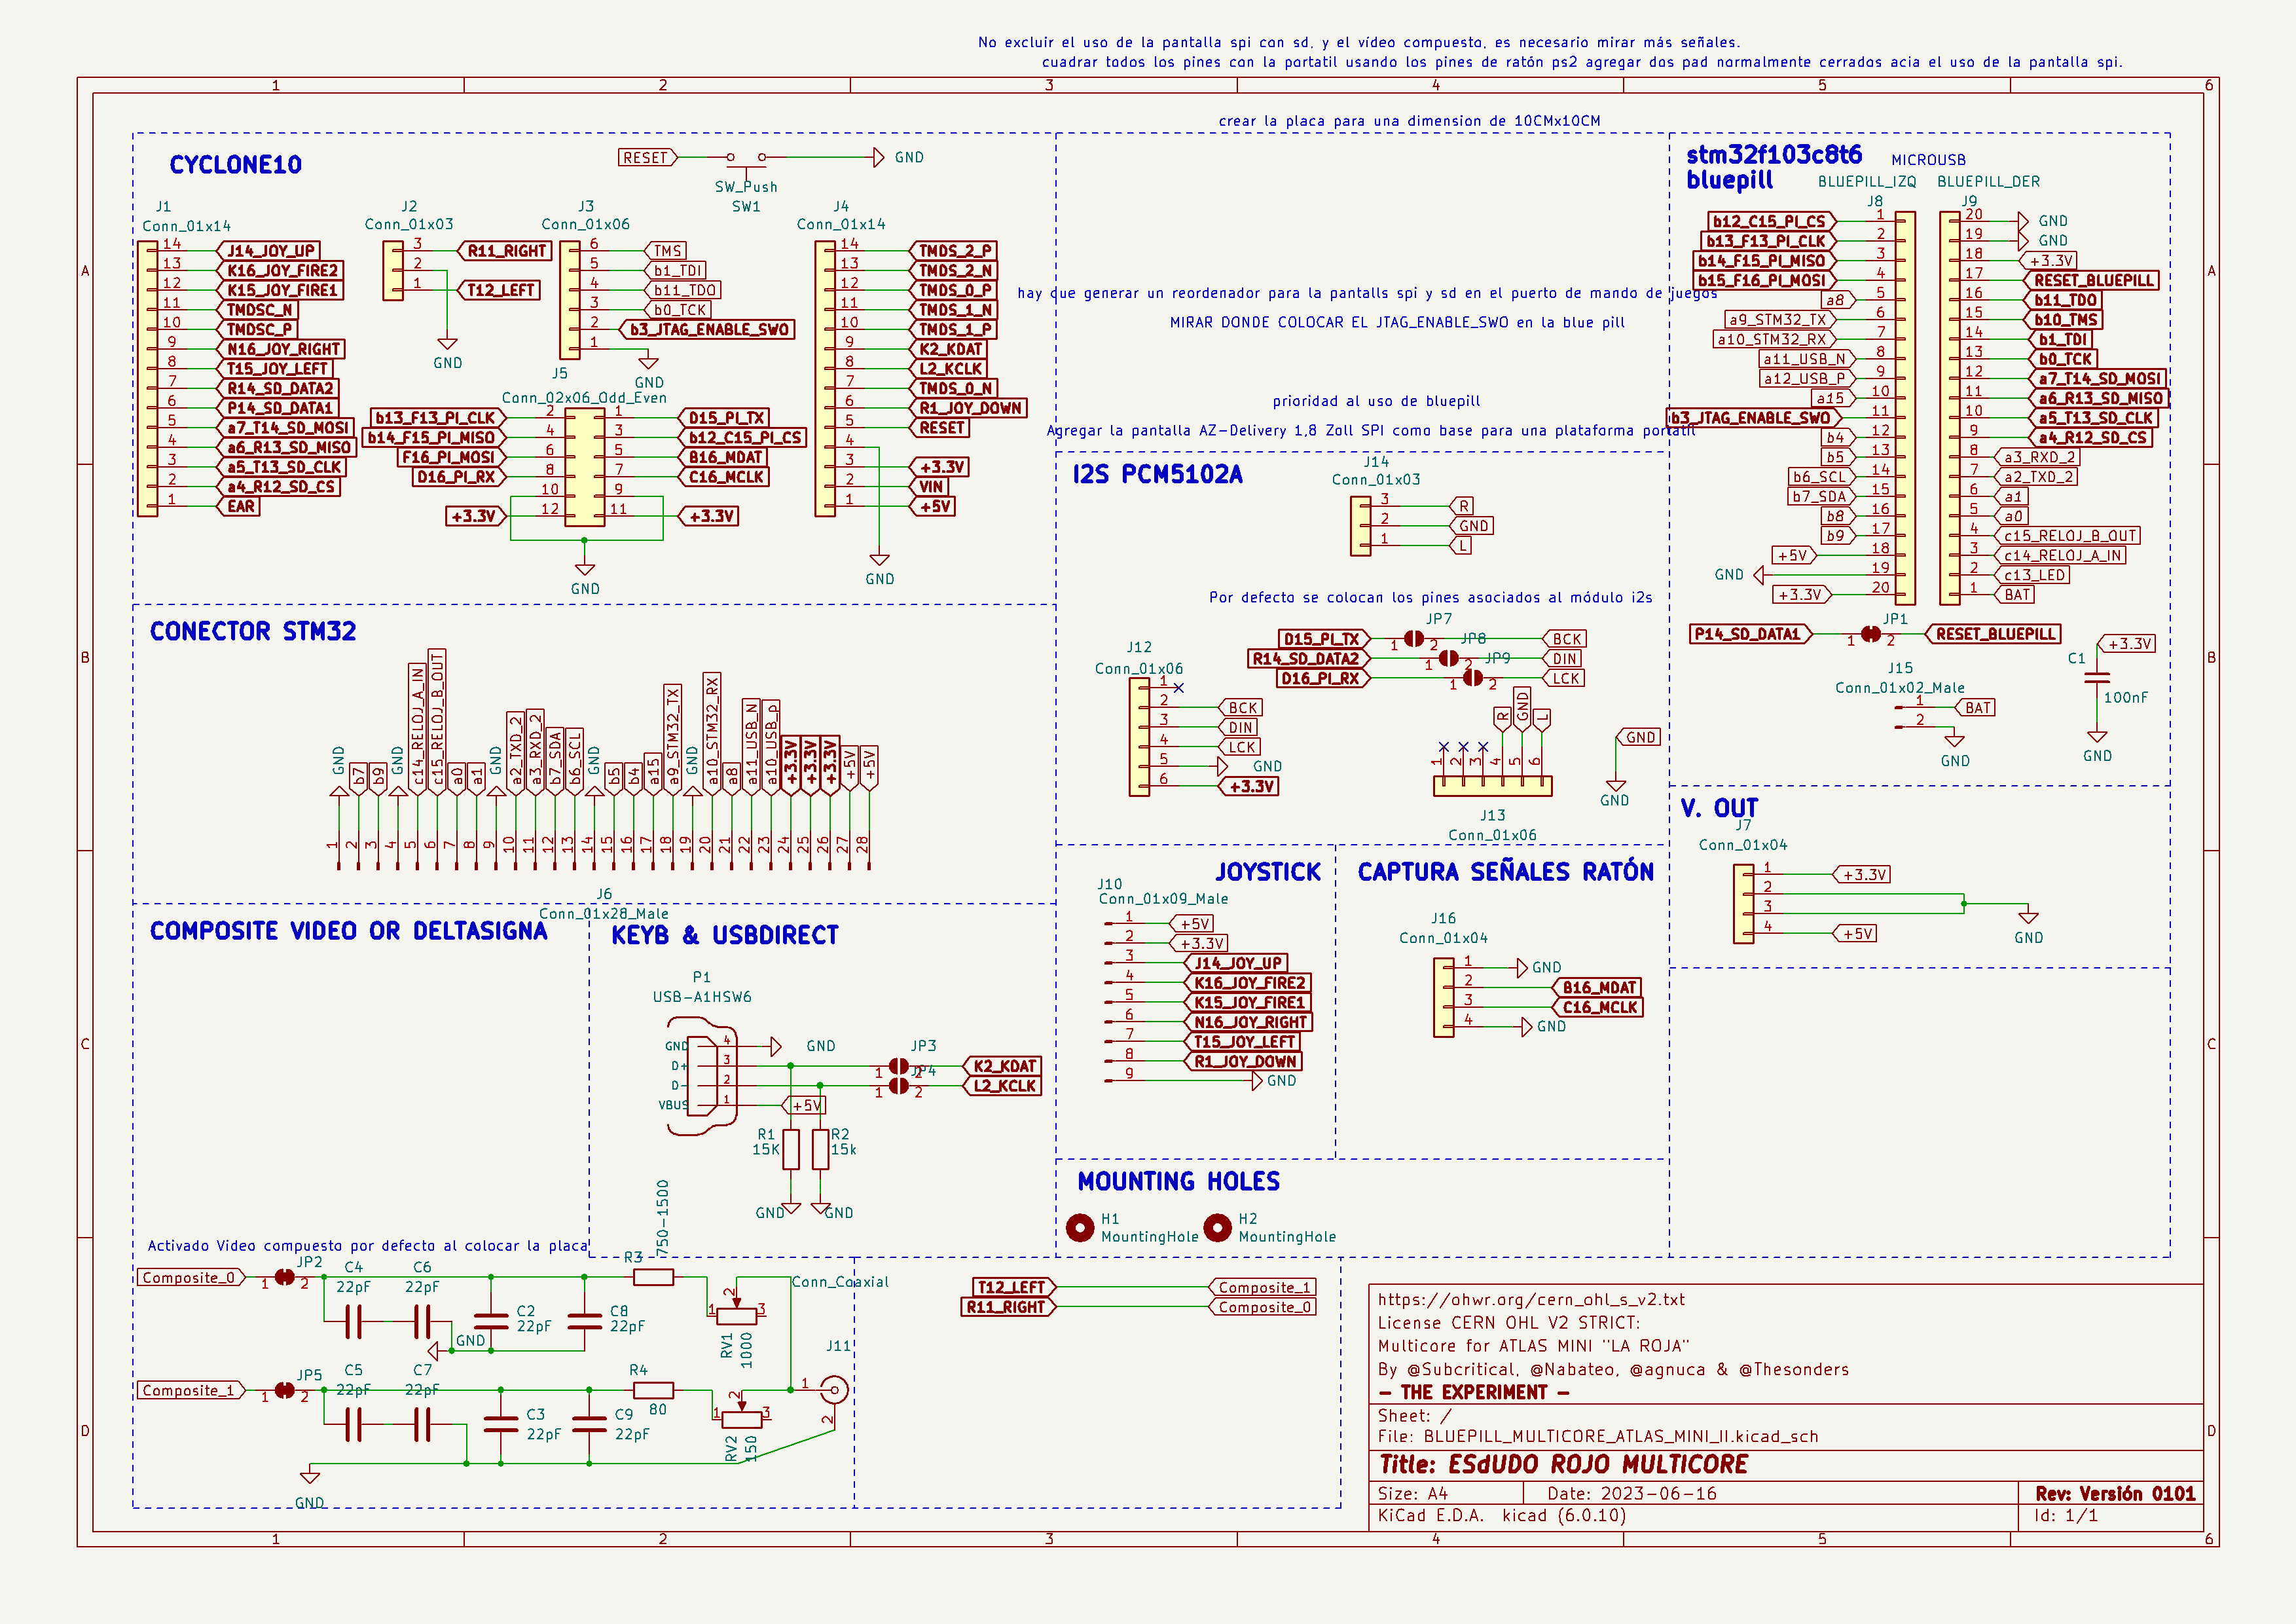 No excluir el uso de la pantalla spi con sd, y el vídeo compuesto, es necesario mirar más señales.
cuadrar todos los pines con la portatil usando los pines de ratón ps2 agregar dos pad normalmente cerrados acia el uso de la pantalla spi.
1 2 3 4 5 6
A
B
C
D
crear la placa para una dimension de 10CMx10CM
CYCLONE10
RESET
GND
SW_Push
SW1
J1
Conn_01x14
14 J14_JOY_UP
13 K16_JOY_FIRE2
12 K15_JOY_FIRE1
11 TMDSC_N
10 TMDSC_P
9 N16_JOY_RIGHT
8 T15_JOY_LEFT
7 R14_SD_DATA2
6 P14_SD_DATA1
5 a7_T14_SD_MOSI
4 a6_R13_SD_MISO
3 a5_T13_SD_CLK
2 a4_R12_SD_CS
1 EAR
J2
Conn_01x03
3 R11_RIGHT
2
1 T12_LEFT
GND
J3
Conn_01x06
6 TMS
5 b1_TDI
4 b11_TDO
3 b0_TCK
2 b3_JTAG_ENABLE_SWO
1
GND
J5
Conn_02x06_Odd_Even
b13_F13_PI_CLK 2 1 D15_PI_TX
b14_F15_PI_MISO 4 3 b12_C15_PI_CS
F16_PI_MOSI 6 5 B16_MDAT
D16_PI_RX 8 7 C16_MCLK
10 9
+3.3V 12 11 +3.3V
GND
J4
Conn_01x14
14 TMDS_2_P
13 TMDS_2_N
12 TMDS_0_P
11 TMDS_1_N
10 TMDS_1_P
9 K2_KDAT
8 L2_KCLK
7 TMDS_0_N
6 R1_JOY_DOWN
5 RESET
4
3 +3.3V
2 VIN
1 +5V
GND
hay que generar un reordenador para la pantalls spi y sd en el puerto de mando de juegos
MIRAR DONDE COLOCAR EL JTAG_ENABLE_SWO en la blue pill
prioridad al uso de bluepill
Agregar la pantalla AZ-Delivery 1,8 Zoll SPI como base para una plataforma portatil
stm32f103c8t6
bluepill
MICROUSB
BLUEPILL_IZQ
BLUEPILL_DER
J8
J9
b12_C15_PI_CS 1
b13_F13_PI_CLK 2
b14_F15_PI_MISO 3
b15_F16_PI_MOSI 4
a8 5
a9_STM32_TX 6
a10_STM32_RX 7
a11_USB_N 8
a12_USB_P 9
a15 10
b3_JTAG_ENABLE_SWO 11
b4 12
b5 13
b6_SCL 14
b7_SDA 15
b8 16
b9 17
+5V 18
GND 19
+3.3V 20
20 GND
19 GND
18 +3.3V
17 RESET_BLUEPILL
16 b11_TDO
15 b10_TMS
14 b1_TDI
13 b0_TCK
12 a7_T14_SD_MOSI
11 a6_R13_SD_MISO
10 a5_T13_SD_CLK
9 a4_R12_SD_CS
8 a3_RXD_2
7 a2_TXD_2
6 a1
5 a0
4 c15_RELOJ_B_OUT
3 c14_RELOJ_A_IN
2 c13_LED
1 BAT
JP1
P14_SD_DATA1 1 2 RESET_BLUEPILL
J15
Conn_01x02_Male
1 BAT
2
GND
+3.3V
C1
100nF
GND
CONECTOR STM32
1 GND
2 b7
3 b9
4 GND
5 c14_RELOJ_A_IN
6 c15_RELOJ_B_OUT
7 a0
8 a1
9 GND
10 a2_TXD_2
11 a3_RXD_2
12 b7_SDA
13 b6_SCL
14 GND
15 b5
16 b4
17 a15
18 a9_STM32_TX
19 GND
20 a10_STM32_RX
21 a8
22 a11_USB_N
23 a10_USB_p
24 +3.3V
25 +3.3V
26 +3.3V
27 +5V
28 +5V
J6
Conn_01x28_Male
I2S PCM5102A
J14
Conn_01x03
3 R
2 GND
1 L
Por defecto se colocan los pines asociados al módulo i2s
JP7
D15_PI_TX 1 2 BCK
JP8
R14_SD_DATA2 1 2 DIN
JP9
D16_PI_RX 1 2 LCK
J12
Conn_01x06
1
2 BCK
3 DIN
4 LCK
5 GND
6 +3.3V
R GND L
1 2 3 4 5 6
J13
Conn_01x06
GND
GND
V. OUT
J7
Conn_01x04
1 +3.3V
2
3
4 +5V
GND
COMPOSITE VIDEO OR DELTASIGNA
KEYB & USBDIRECT
P1
USB-A1HSW6
GND 4 GND
D+ 3
D- 2
VBUS 1 +5V
JP3
1 2 K2_KDAT
JP4
1 2 L2_KCLK
R1
15K
R2
15k
GND
GND
JOYSTICK
J10
Conn_01x09_Male
1 +5V
2 +3.3V
3 J14_JOY_UP
4 K16_JOY_FIRE2
5 K15_JOY_FIRE1
6 N16_JOY_RIGHT
7 T15_JOY_LEFT
8 R1_JOY_DOWN
9 GND
CAPTURA SEÑALES RATÓN
J16
Conn_01x04
1 GND
2 B16_MDAT
3 C16_MCLK
4 GND
MOUNTING HOLES
H1
MountingHole
H2
MountingHole
Activado Video compuesto por defecto al colocar la placa
Composite_0
JP2
1 2
C4
22pF
C6
22pF
C2
22pF
C8
22pF
GND
R3
750-1500
RV1
1000
1 2 3
Conn_Coaxial
J11
1
2
Composite_1
JP5
1 2
C5
22pF
C7
22pF
C3
22pF
C9
22pF
R4
80
RV2
150
1 2 3
GND
T12_LEFT Composite_1
R11_RIGHT Composite_0
https://ohwr.org/cern_ohl_s_v2.txt
License CERN OHL V2 STRICT:
Multicore for ATLAS MINI "LA ROJA"
By @Subcritical, @Nabateo, @agnuca & @Thesonders
- THE EXPERIMENT -
Sheet: /
File: BLUEPILL_MULTICORE_ATLAS_MINI_II.kicad_sch
Title: ESdUDO ROJO MULTICORE
Size: A4 Date: 2023-06-16 Rev: Versión 0101
KiCad E.D.A. kicad (6.0.10) Id: 1/1
1 2 3 4 5 6
A
B
C
D